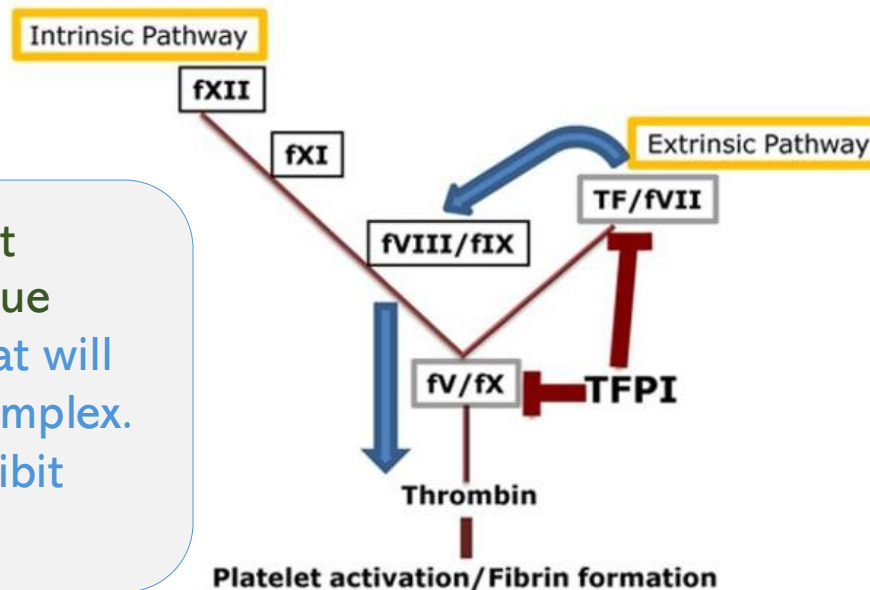 Intrinsic Pathway
fXII
fXI
Extrinsic Pathway
TF/fVII
fVIII/fIX
fV/fX
TFPI
Thrombin
Platelet activation/Fibrin formation
t
ue
at will
mplex.
ibit